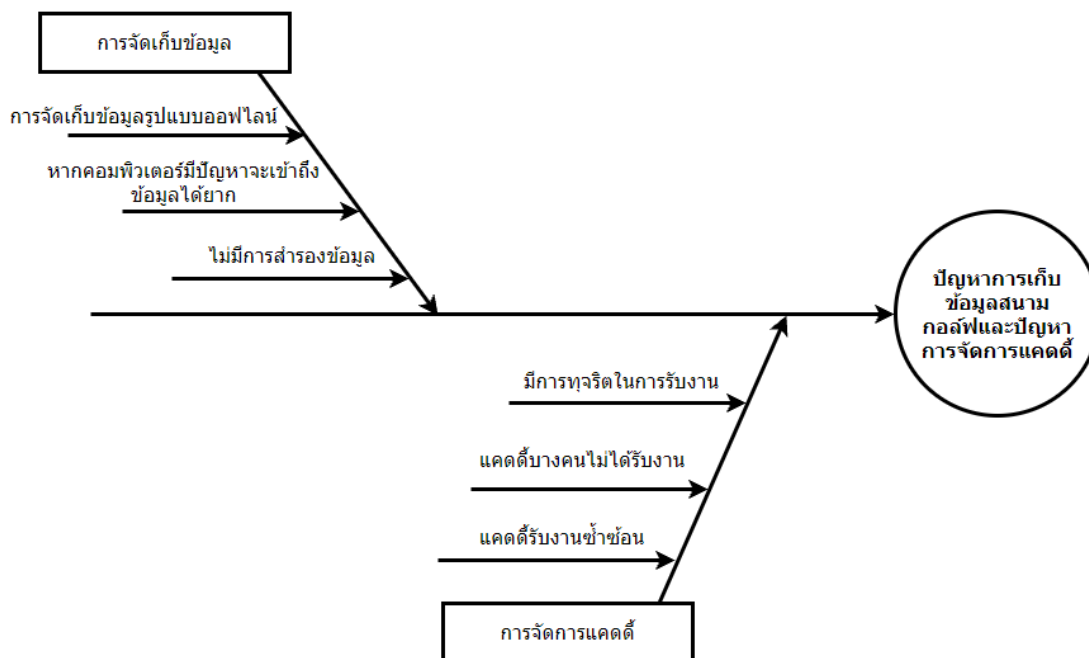 การจัดเก็บข้อมูล
การจัดเก็บข้อมูลรูปแบบออฟไลน์
หากคอมพิวเตอร์มีปัญหาจะเข้าถึง
ข้อมูลได้ยาก
ไม่มีการสำรองข้อมูล
ปัญหาการเก็บ
ข้อมูลสนาม
กอล์ฟและปัญหา
การจัดการแคดดี้
มีการทุจริตในการรับงาน
แคดดี้บางคนไม่ได้รับงาน
แคดดี้รับงานซ้ำซ้อน
การจัดการแคดดี้